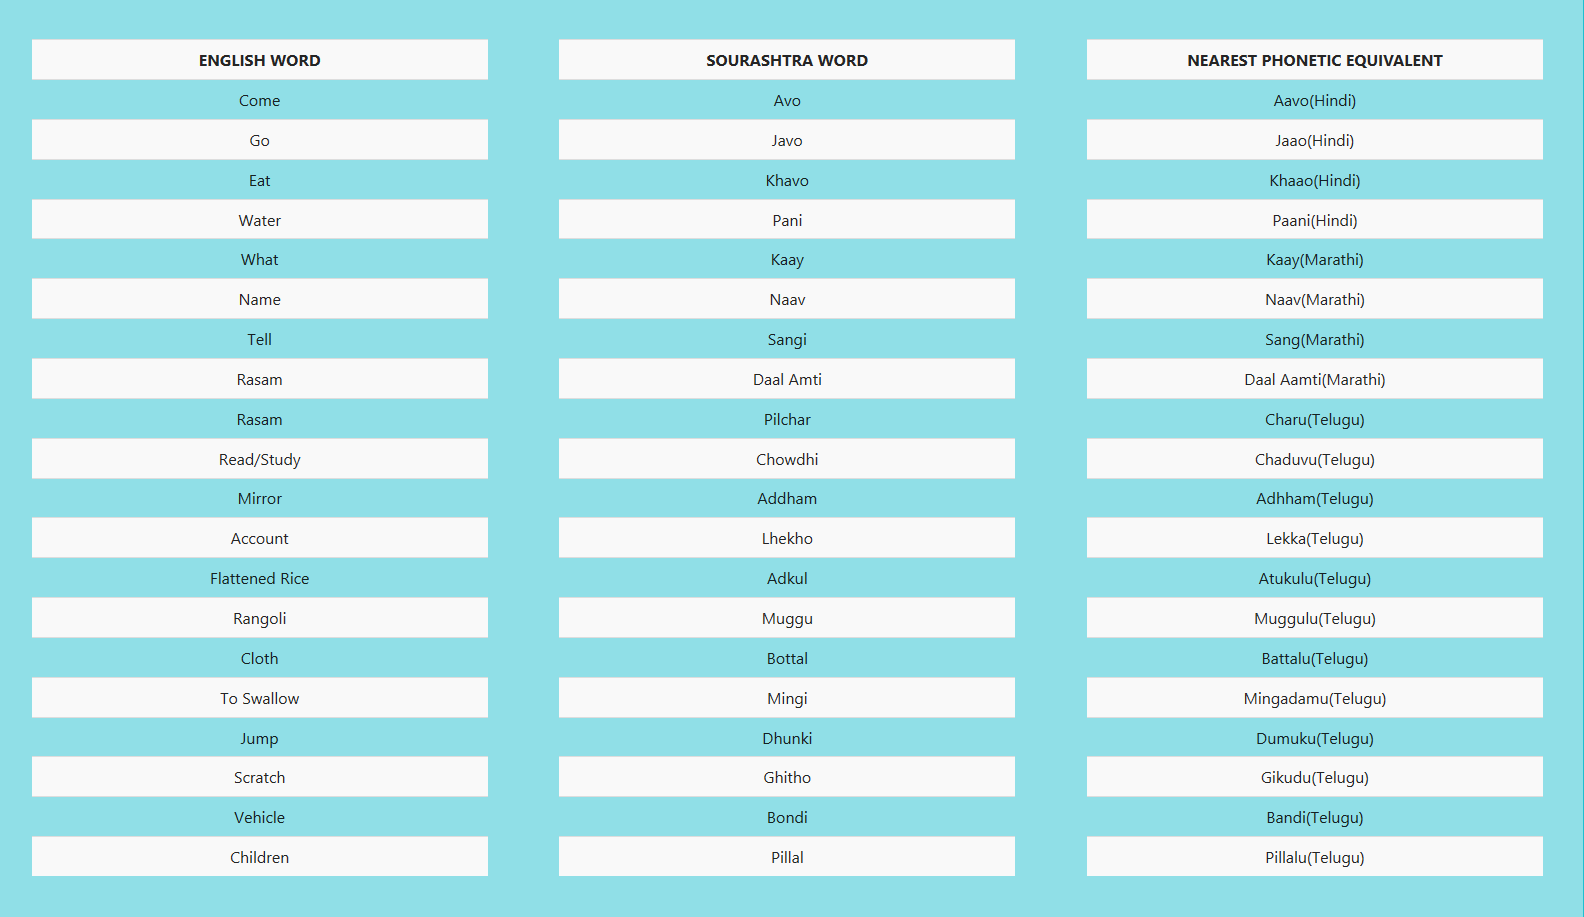 ENGLISH WORD SOURASHTRA WORD NEAREST PHONETIC EQUIVALENT
Come Avo Aavo(Hindi)
Go Javo Jaao(Hindi)
Eat Khavo Khaao(Hindi)
Water Pani Paani(Hindi)
What Kaay Kaay(Marathi)
Name Naav Naav(Marathi)
Tell Sangi Sang(Marathi)
Rasam Daal Amti Daal Aamti(Marathi)
Rasam Pilchar Charu(Telugu)
Read/Study Chowdhi Chaduvu(Telugu)
Mirror Addham Adhham(Telugu)
Account Lhekho Lekka(Telugu)
Flattened Rice Adkul Atukulu(Telugu)
Rangoli Muggu Muggulu(Telugu)
Cloth Bottal Battalu(Telugu)
To Swallow Mingi Mingadamu(Telugu)
Jump Dhunki Dumuku(Telugu)
Scratch Ghitho Gikudu(Telugu)
Vehicle Bondi Bandi(Telugu)
Children Pillal Pillalu(Telugu)